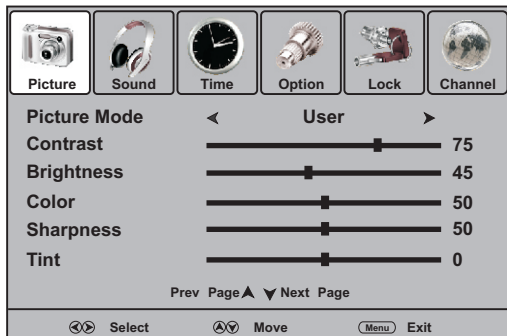 Picture Sound Time Option Lock Channel
Picture Mode User
Contrast 75
Brightness 45
Color 50
Sharpness 50
Tint 0
Prev Page Next Page
Select Move Menu Exit